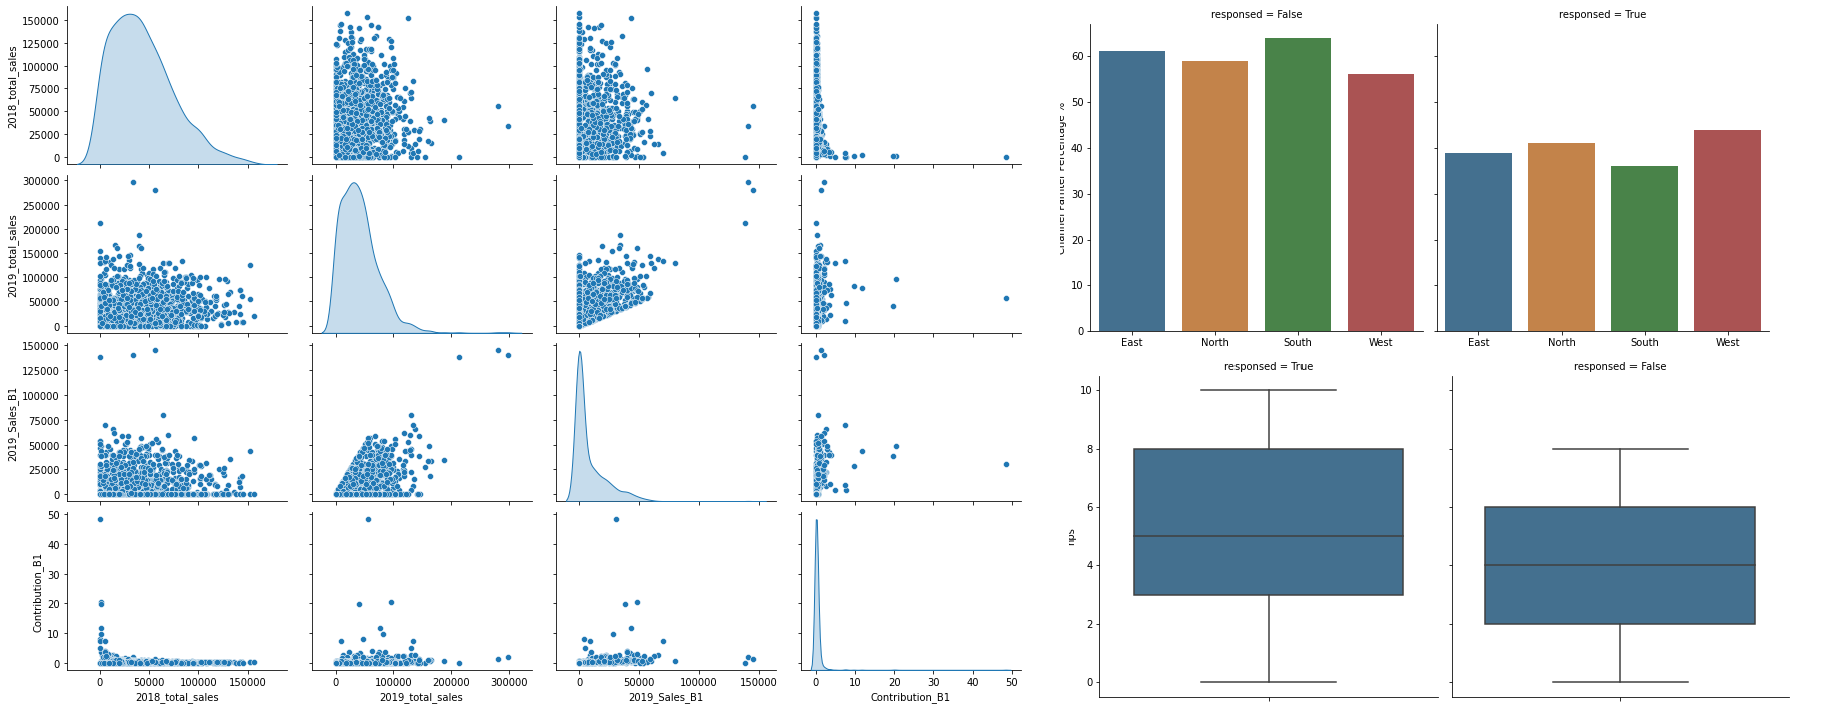 2018_total_sales
150000
125000
100000
75000
50000
25000
0
2019_total_sales
300000
250000
200000
150000
100000
50000
0
2019_Sales_B1
150000
125000
100000
75000
50000
25000
0
Contribution_B1
50
40
30
20
10
0
0 50000 100000 150000
2018_total_sales
0 100000 200000 300000
2019_total_sales
0 50000 100000 150000
2019_Sales_B1
0 10 20 30 40 50
Contribution_B1
responsed = False
responsed = True
60
50
40
30
20
10
0
Channel Partner Percentage %
East North South West
East North South West
responsed = True
responsed = False
10
8
6
4
2
0
nps